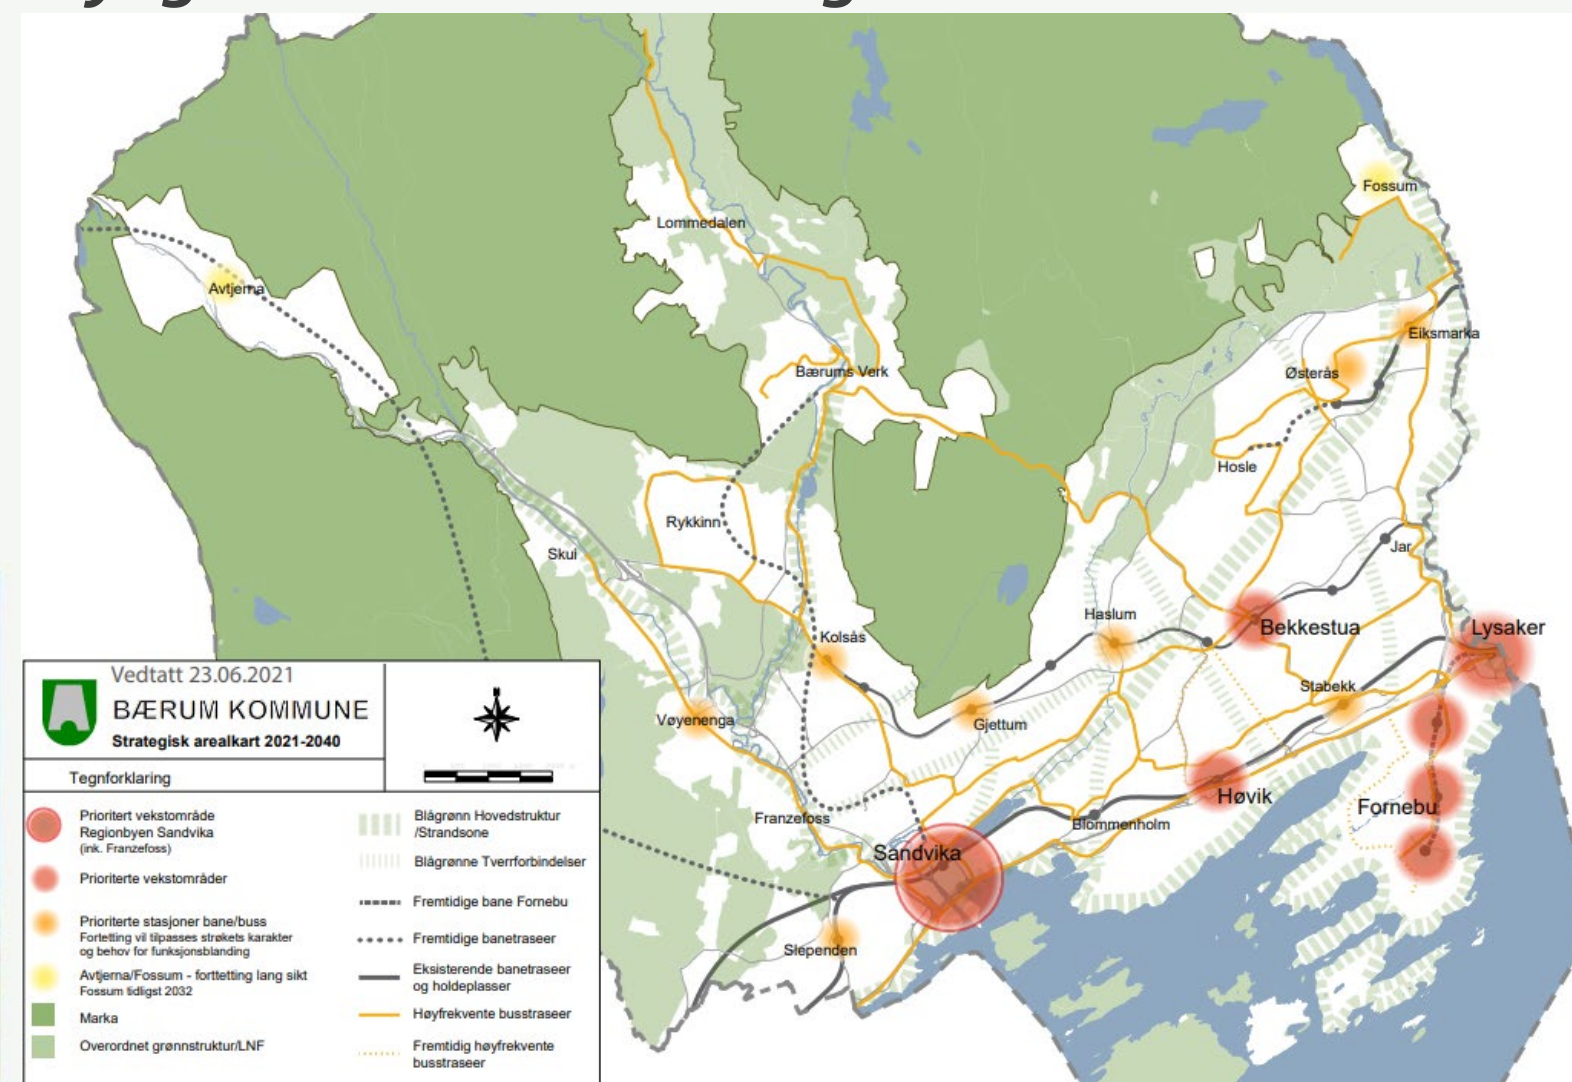 Fossum
Lommedalen
Avtjerna
Eiksmarka
Bærums Verk
Østerås
Hosle
Rykkinn
Skui
Jar
Haslum
Bekkestua
Lysaker
Kolsås
Stabekk
Vøyenenga
Gjettum
Høvik
Fornebu
Franzefoss
Blommenholm
Sandvika
Slependen
Vedtatt 23.06.2021
BÆRUM KOMMUNE
Strategisk arealkart 2021-2040
N
Tegnforklaring
Prioritert vekstområde
Regionbyen Sandvika
(ink. Franzefoss)
Prioriterte vekstområder
Prioriterte stasjoner bane/buss
Fortetting vil tilpasses strøkets karakter
og behov for funksjonsblanding
Avtjerna/Fossum - forttetting lang sikt
Fossum tidligst 2032
Marka
Overordnet grønnstruktur/LNF
Blågrønn Hovedstruktur
/Strandsone
Blågrønne Tverrforbindelser
Fremtidige bane Fornebu
Fremtidige banetraseer
Eksisterende banetraseer
og holdeplasser
Høyfrekvente busstraseer
Fremtidig høyfrekvente
busstraseer